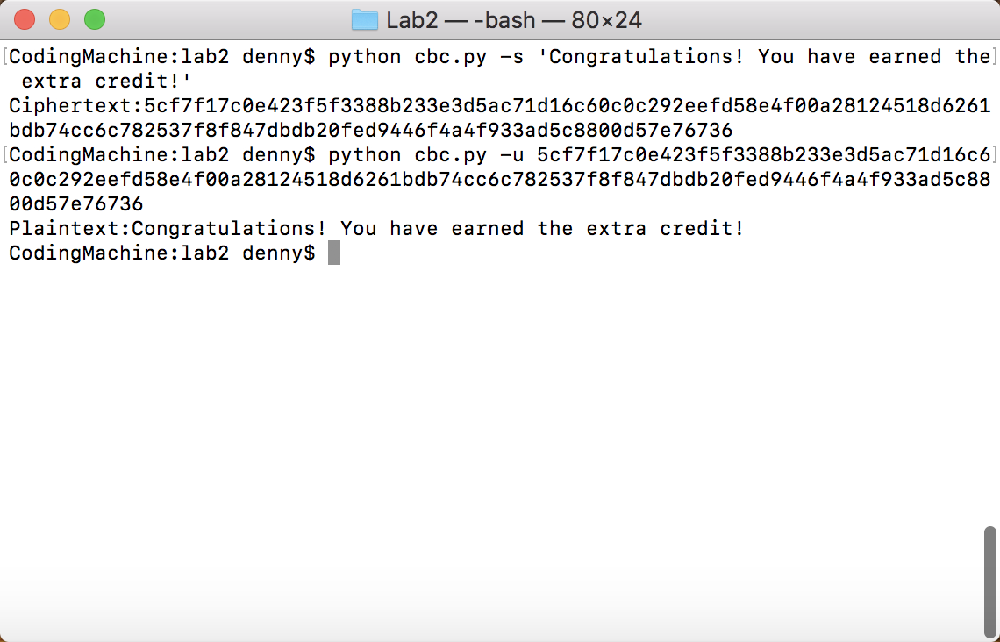 Lab2 — -bash — 80×24
[CodingMachine:lab2 denny$ python cbc.py -s 'Congratulations! You have earned the]
 extra credit!'
Ciphertext:5cf7f17c0e423f5f3388b233e3d5ac71d16c60c0c292eefd58e4f00a28124518d6261
bdb74cc6c782537f8f847dbdb20fed9446f4a4f933ad5c8800d57e76736
[CodingMachine:lab2 denny$ python cbc.py -u 5cf7f17c0e423f5f3388b233e3d5ac71d16c6]
0c0c292eefd58e4f00a28124518d6261bdb74cc6c782537f8f847dbdb20fed9446f4a4f933ad5c88
00d57e76736
Plaintext:Congratulations! You have earned the extra credit!
CodingMachine:lab2 denny$